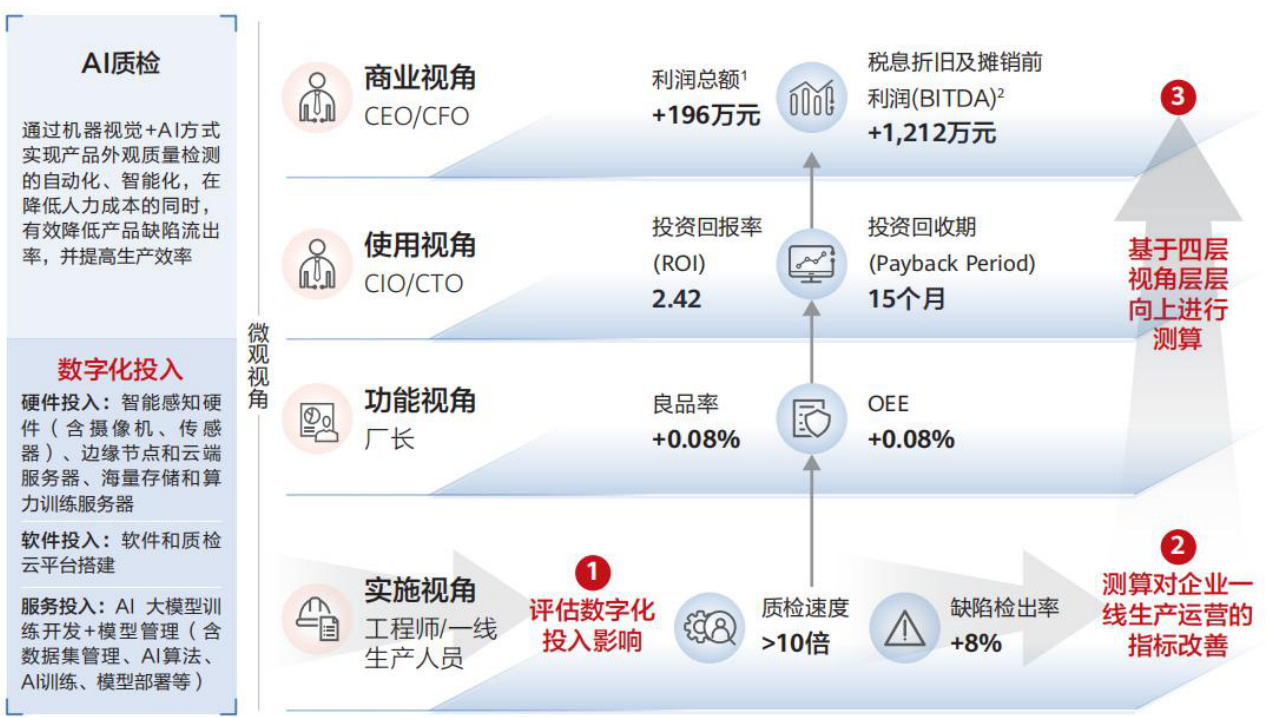 AI质检
通过机器视觉+AI方式
实现产品外观质量检测
的自动化、智能化，在
降低人力成本的同时，
有效降低产品缺陷流出
率，并提高生产效率
数字化投入
硬件投入：智能感知硬
件（含摄像机、传感
器）、边缘节点和云端
服务器、海量存储和算
力训练服务器
软件投入：软件和质检
云平台搭建
服务投入：AI 大模型训
练开发+模型管理（含
数据集管理、AI算法、
AI训练、模型部署等）
微观视角
商业视角
CEO/CFO
利润总额¹
+196万元
税息折旧及摊销前
利润(BITDA)²
+1,212万元
使用视角
CIO/CTO
投资回报率
(ROI)
2.42
投资回收期
(Payback Period)
15个月
功能视角
厂长
良品率
+0.08%
OEE
+0.08%
实施视角
工程师/一线
生产人员
1
评估数字化
投入影响
质检速度
>10倍
缺陷检出率
+8%
2
测算对企业一
线生产运营的
指标改善
3
基于四层
视角层层
向上进行
测算